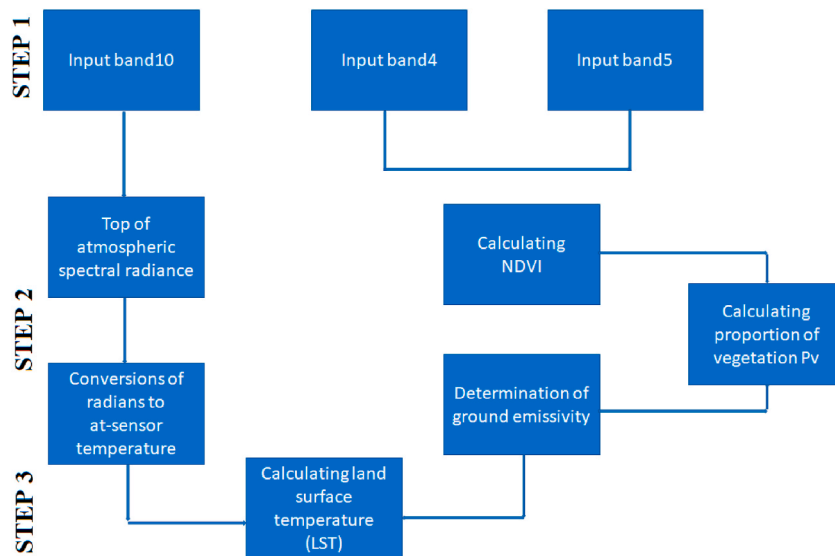 STEP 1
Input band10
Input band4
Input band5
STEP 2
Top of
atmospheric
spectral radiance
Calculating
NDVI
Calculating
proportion of
vegetation Pv
Conversions of
radians to
at-sensor
temperature
Determination of
ground emissivity
STEP 3
Calculating land
surface
temperature
(LST)